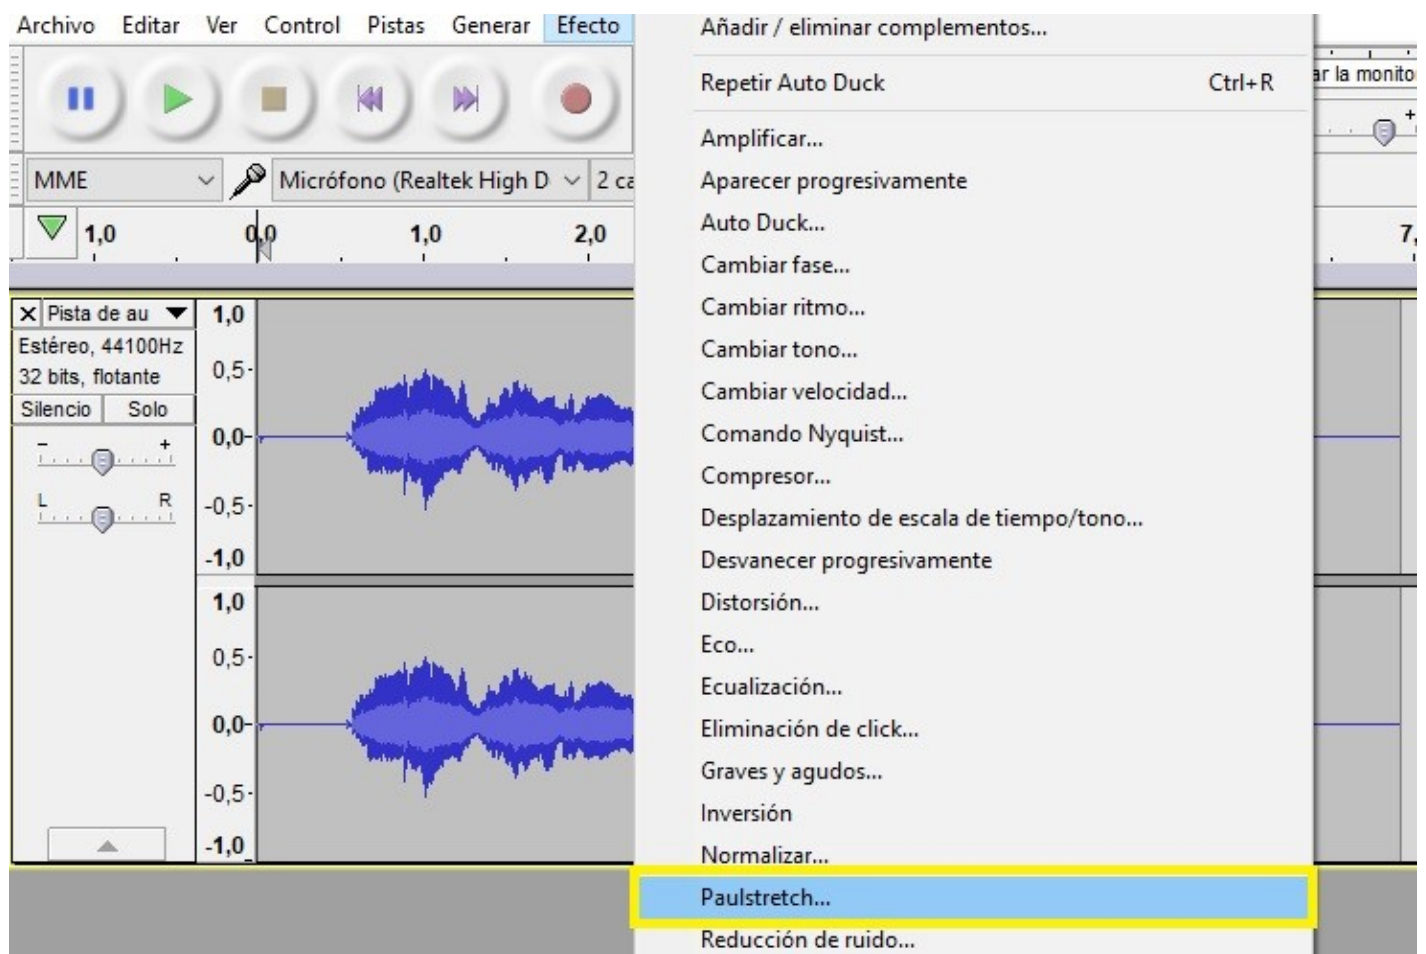 Archivo Editar Ver Control Pistas Generar Efecto
Añadir / eliminar complementos...
Repetir Auto Duck Ctrl+R
ar la monito
Amplificar...
MME Micrófono (Realtek High D 2 ca
Aparecer progresivamente
1,0 0,0 1,0 2,0 7,
Auto Duck...
Cambiar fase...
Cambiar ritmo...
Cambiar tono...
Cambiar velocidad...
Comando Nyquist...
Compresor...
Desplazamiento de escala de tiempo/tono...
Desvanecer progresivamente
Distorsión...
Eco...
Ecualización...
Eliminación de click...
Graves y agudos...
Inversión
Normalizar...
Paulstretch...
Reducción de ruido...
Pista de au
Estéreo, 44100Hz
32 bits, flotante
Silencio Solo
- +
L R
1,0
0,5
0,0
-0,5
-1,0
1,0
0,5
0,0
-0,5
-1,0